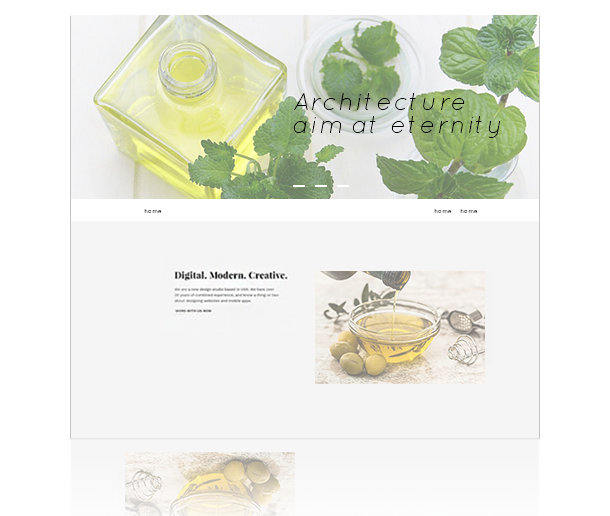 Architecture
aim at eternity
home
home home
Digital. Modern. Creative.
We are a new design studio based in USA. We have over
20 years of combined experience, and know a thing or two
about designing websites and mobile apps.
WORK WITH US NOW